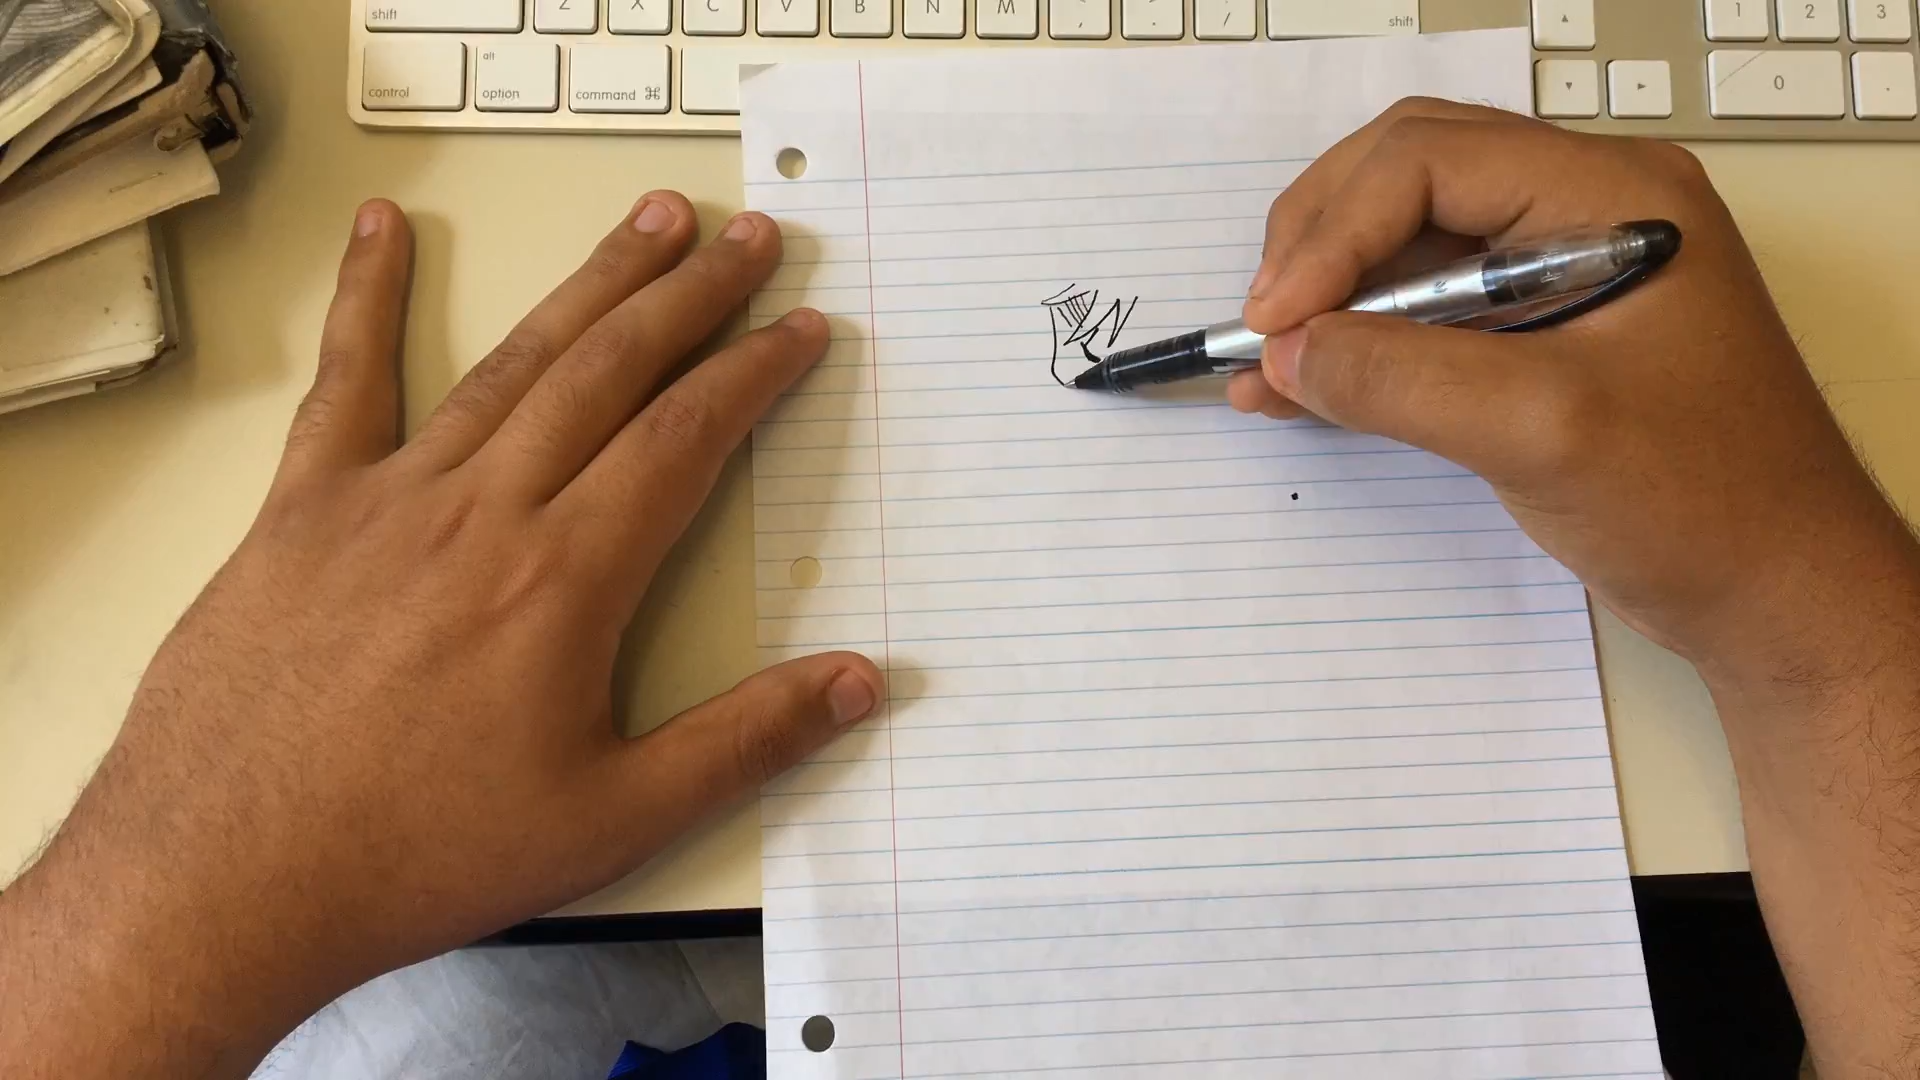 shift Z X C V B N M , . / shift 1 2 3
control alt option command ⌘ 0 .